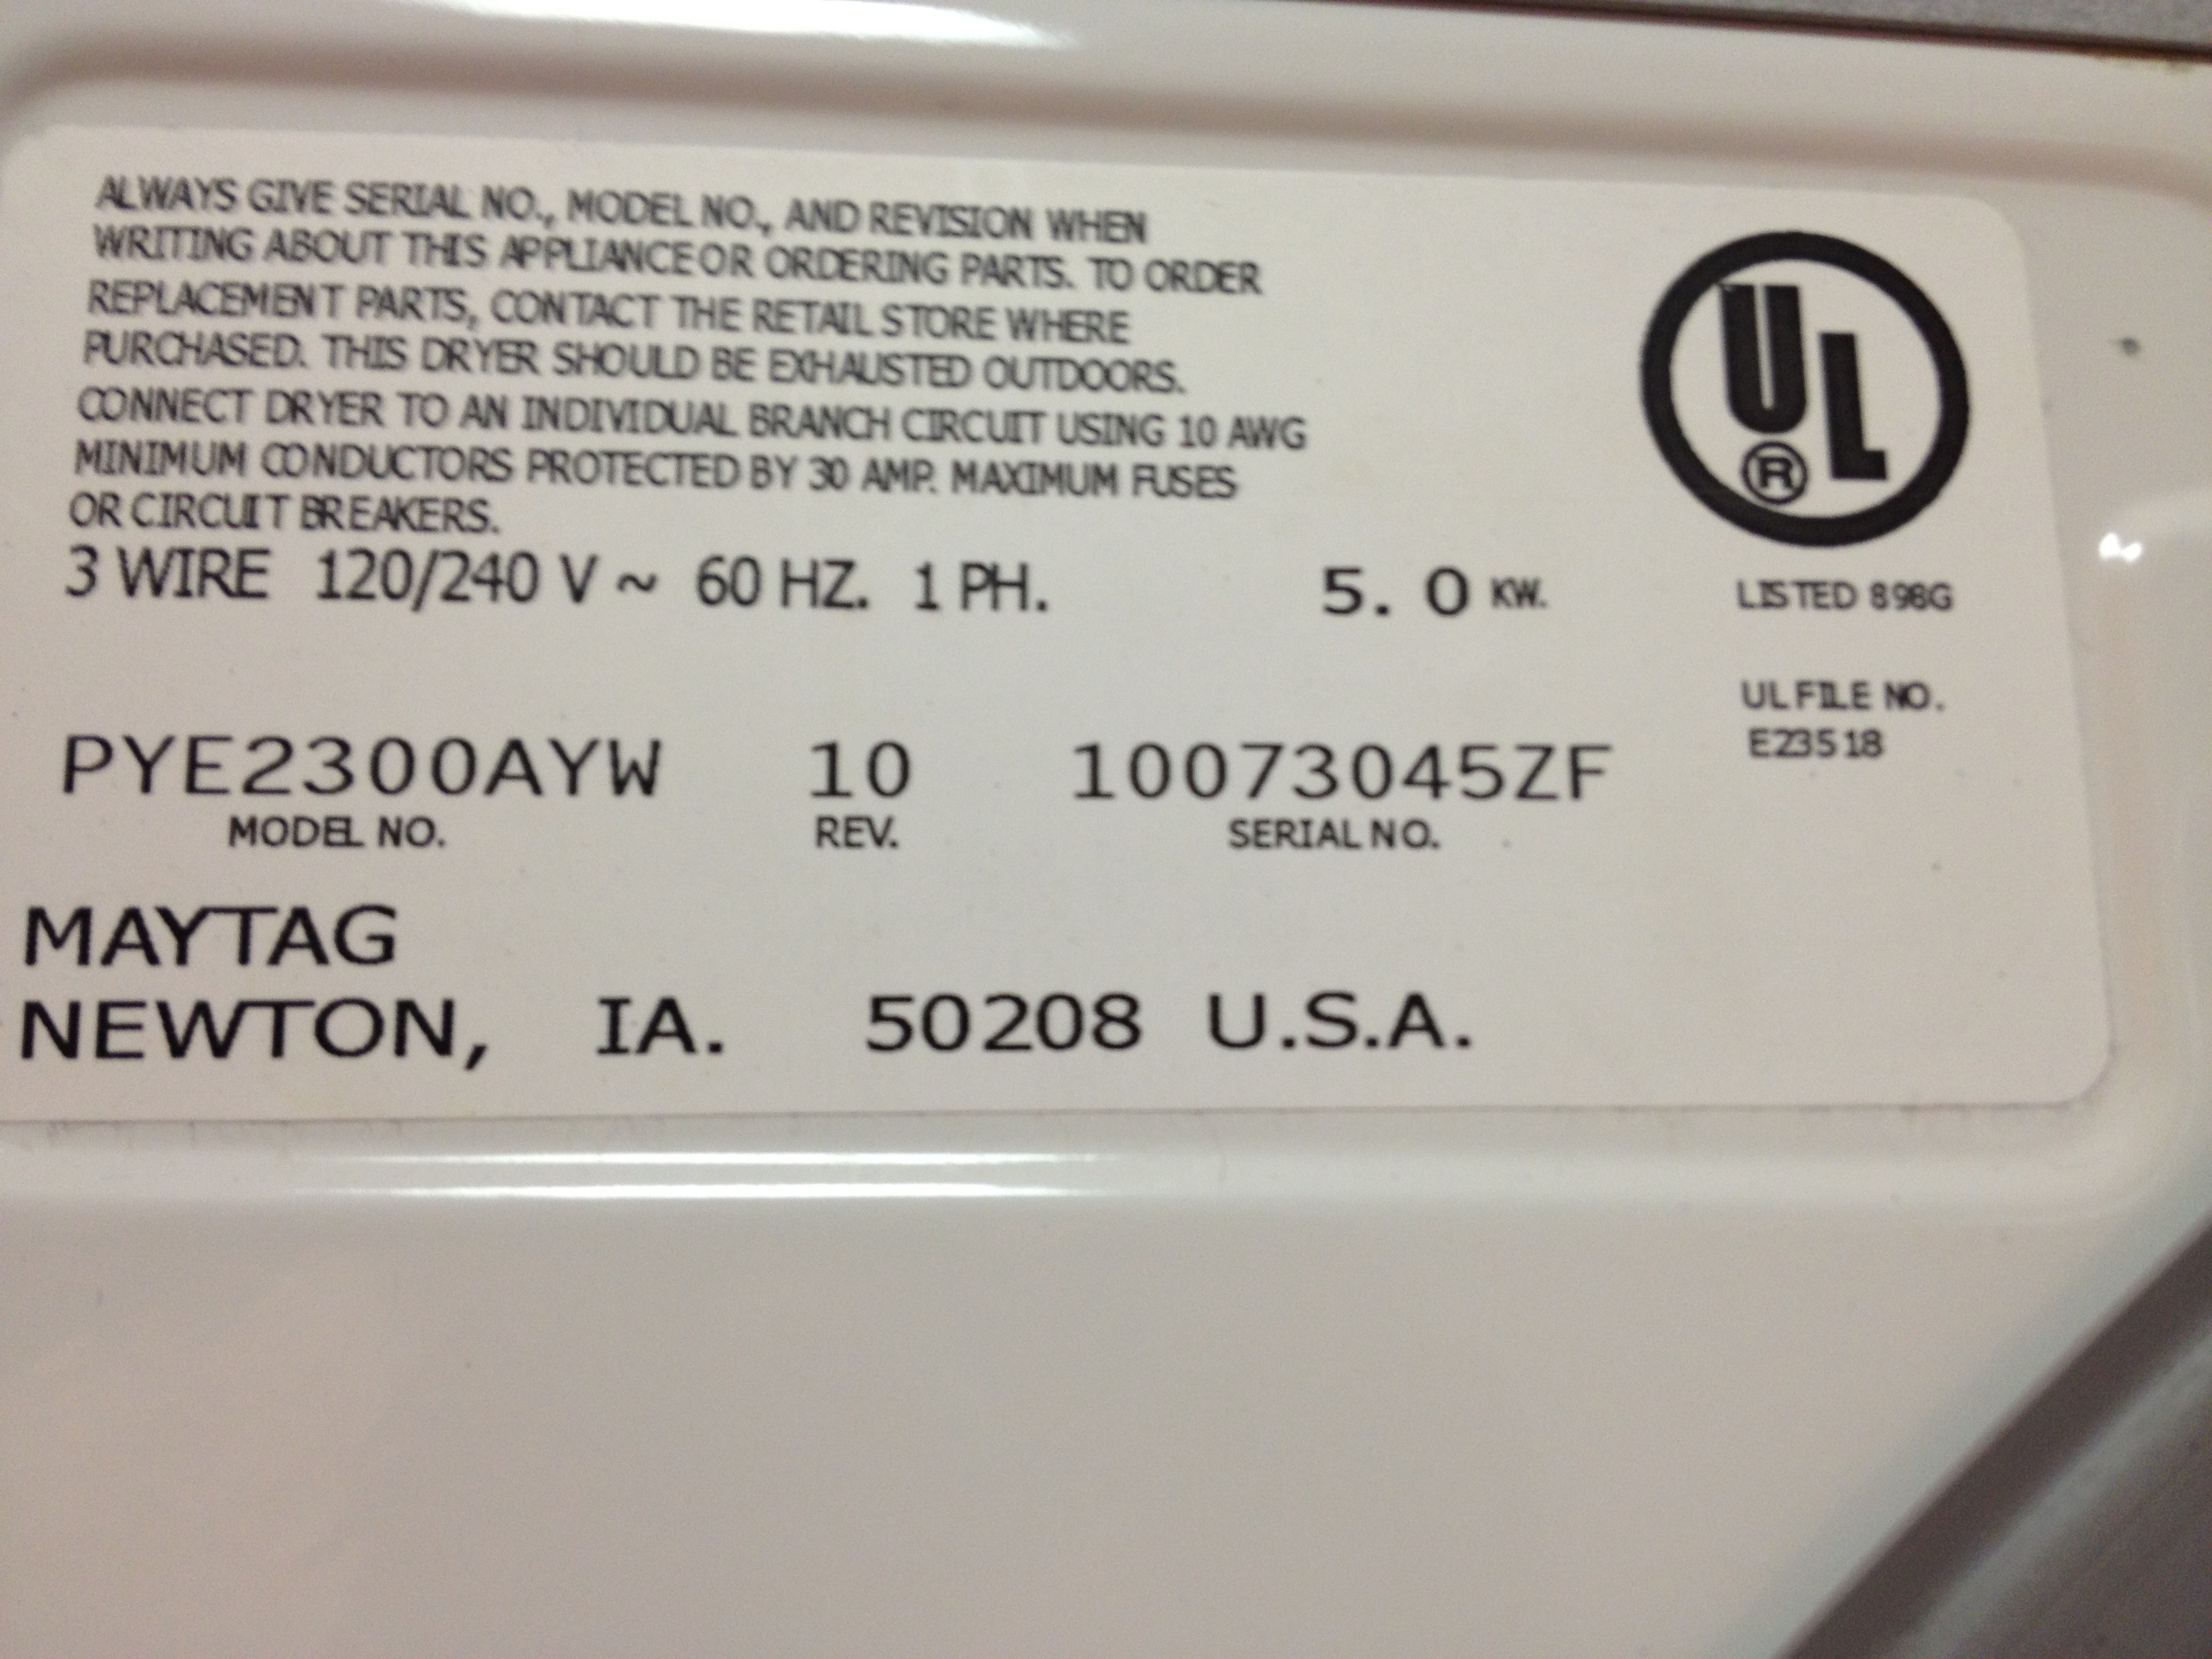 ALWAYS GIVE SERIAL NO., MODEL NO., AND REVISION WHEN
WRITING ABOUT THIS APPLIANCE OR ORDERING PARTS. TO ORDER
REPLACEMENT PARTS, CONTACT THE RETAIL STORE WHERE
PURCHASED. THIS DRYER SHOULD BE EXHAUSTED OUTDOORS.
CONNECT DRYER TO AN INDIVIDUAL BRANCH CIRCUIT USING 10 AWG
MINIMUM CONDUCTORS PROTECTED BY 30 AMP. MAXIMUM FUSES
OR CIRCUIT BREAKERS.
3 WIRE 120/240 V ~ 60 HZ. 1 PH. 5.0 KW.
UL
®
LISTED 898G
UL FILE NO.
E23518
PYE2300AYW 10 10073045ZF
MODEL NO. REV. SERIAL NO.
MAYTAG
NEWTON, IA. 50208 U.S.A.